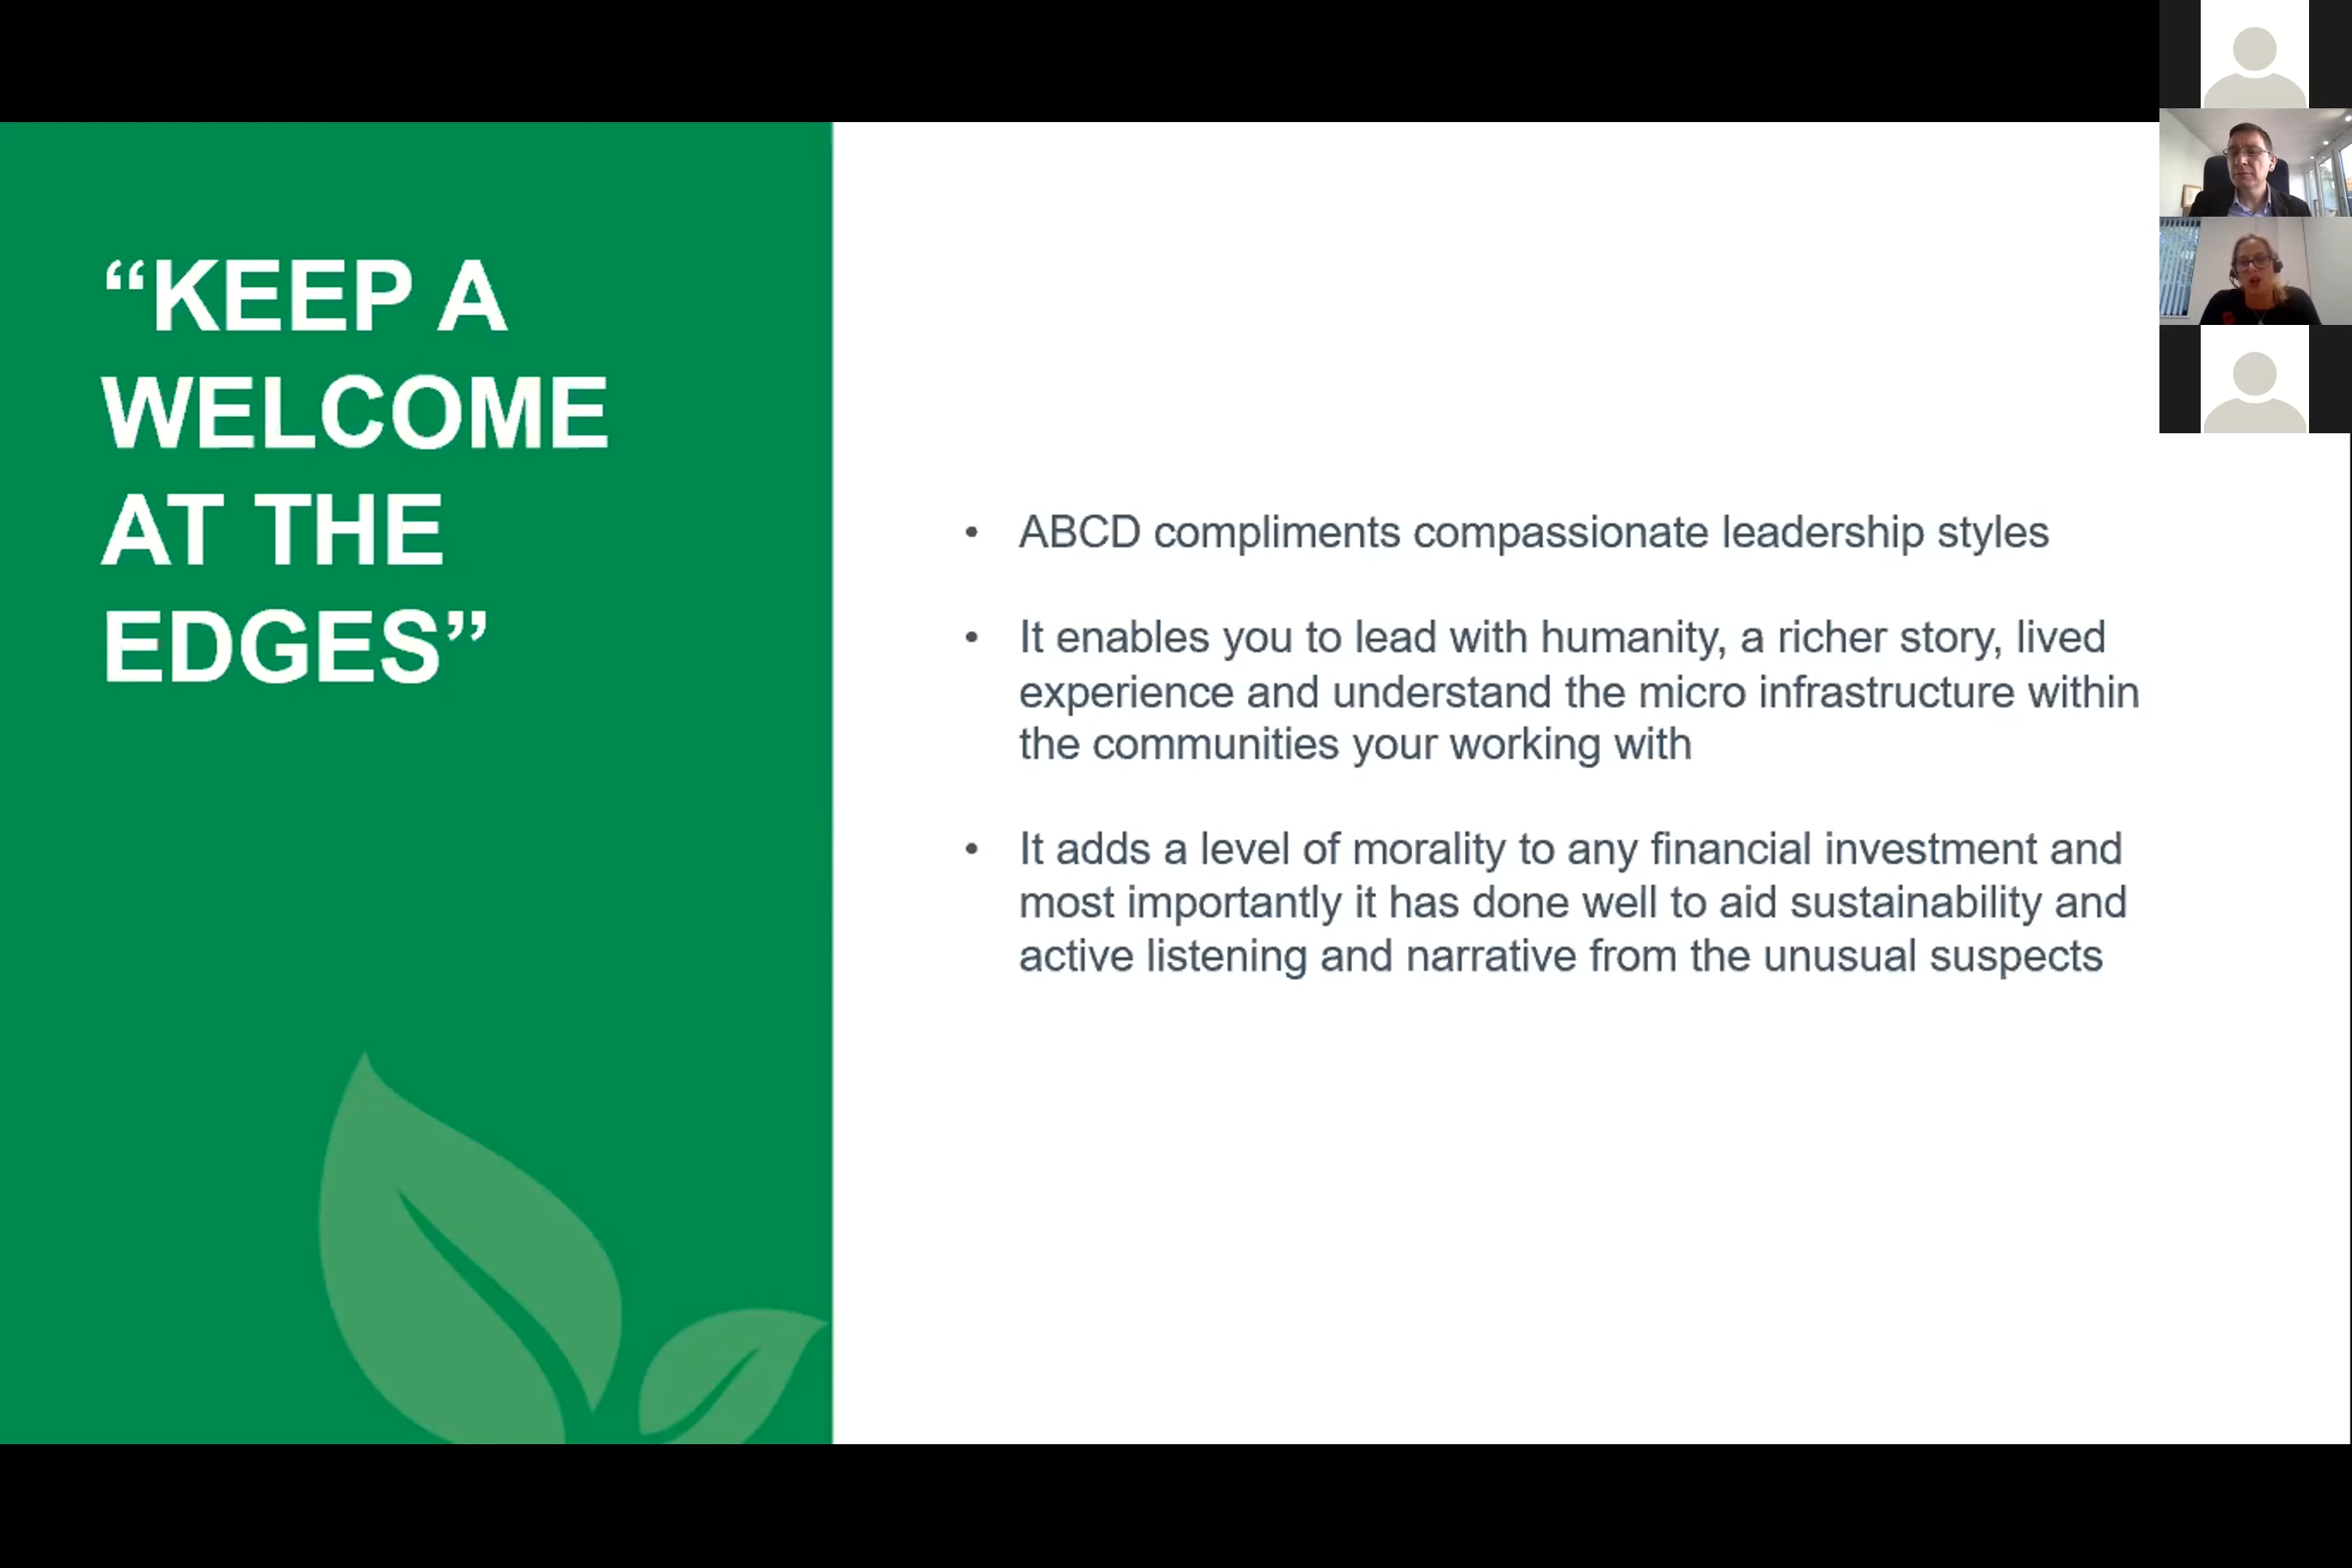 “KEEP A
WELCOME
AT THE
EDGES”
• ABCD compliments compassionate leadership styles
• It enables you to lead with humanity, a richer story, lived
experience and understand the micro infrastructure within
the communities your working with
• It adds a level of morality to any financial investment and
most importantly it has done well to aid sustainability and
active listening and narrative from the unusual suspects